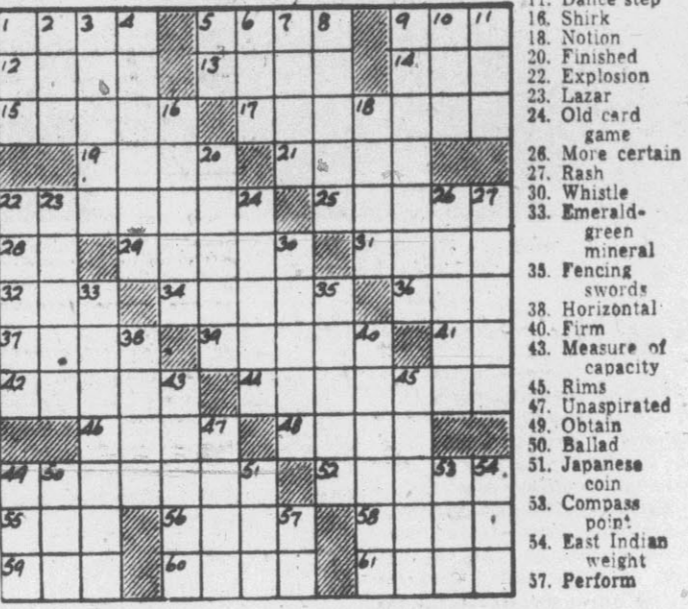 1 2 3 4 5 6 7 8 9 10 11
12 13 14
15 16 17 18
19 20 21
22 23 24 25 26 27
28 29 30 31
32 33 34 35 36
37 38 39 40 41
42 43 44 45
46 47 48
49 50 51 52 53 54
55 56 57 58
59 60 61
11. Dance step
16. Shirk
18. Notion
20. Finished
22. Explosion
23. Lazar
24. Old card
game
26. More certain
27. Rash
30. Whistle
33. Emerald-
green
mineral
35. Fencing
swords
38. Horizontal
40. Firm
43. Measure of
capacity
45. Rims
47. Unaspirated
49. Obtain
50. Ballad
51. Japanese
coin
53. Compass
point
54. East Indian
weight
57. Perform